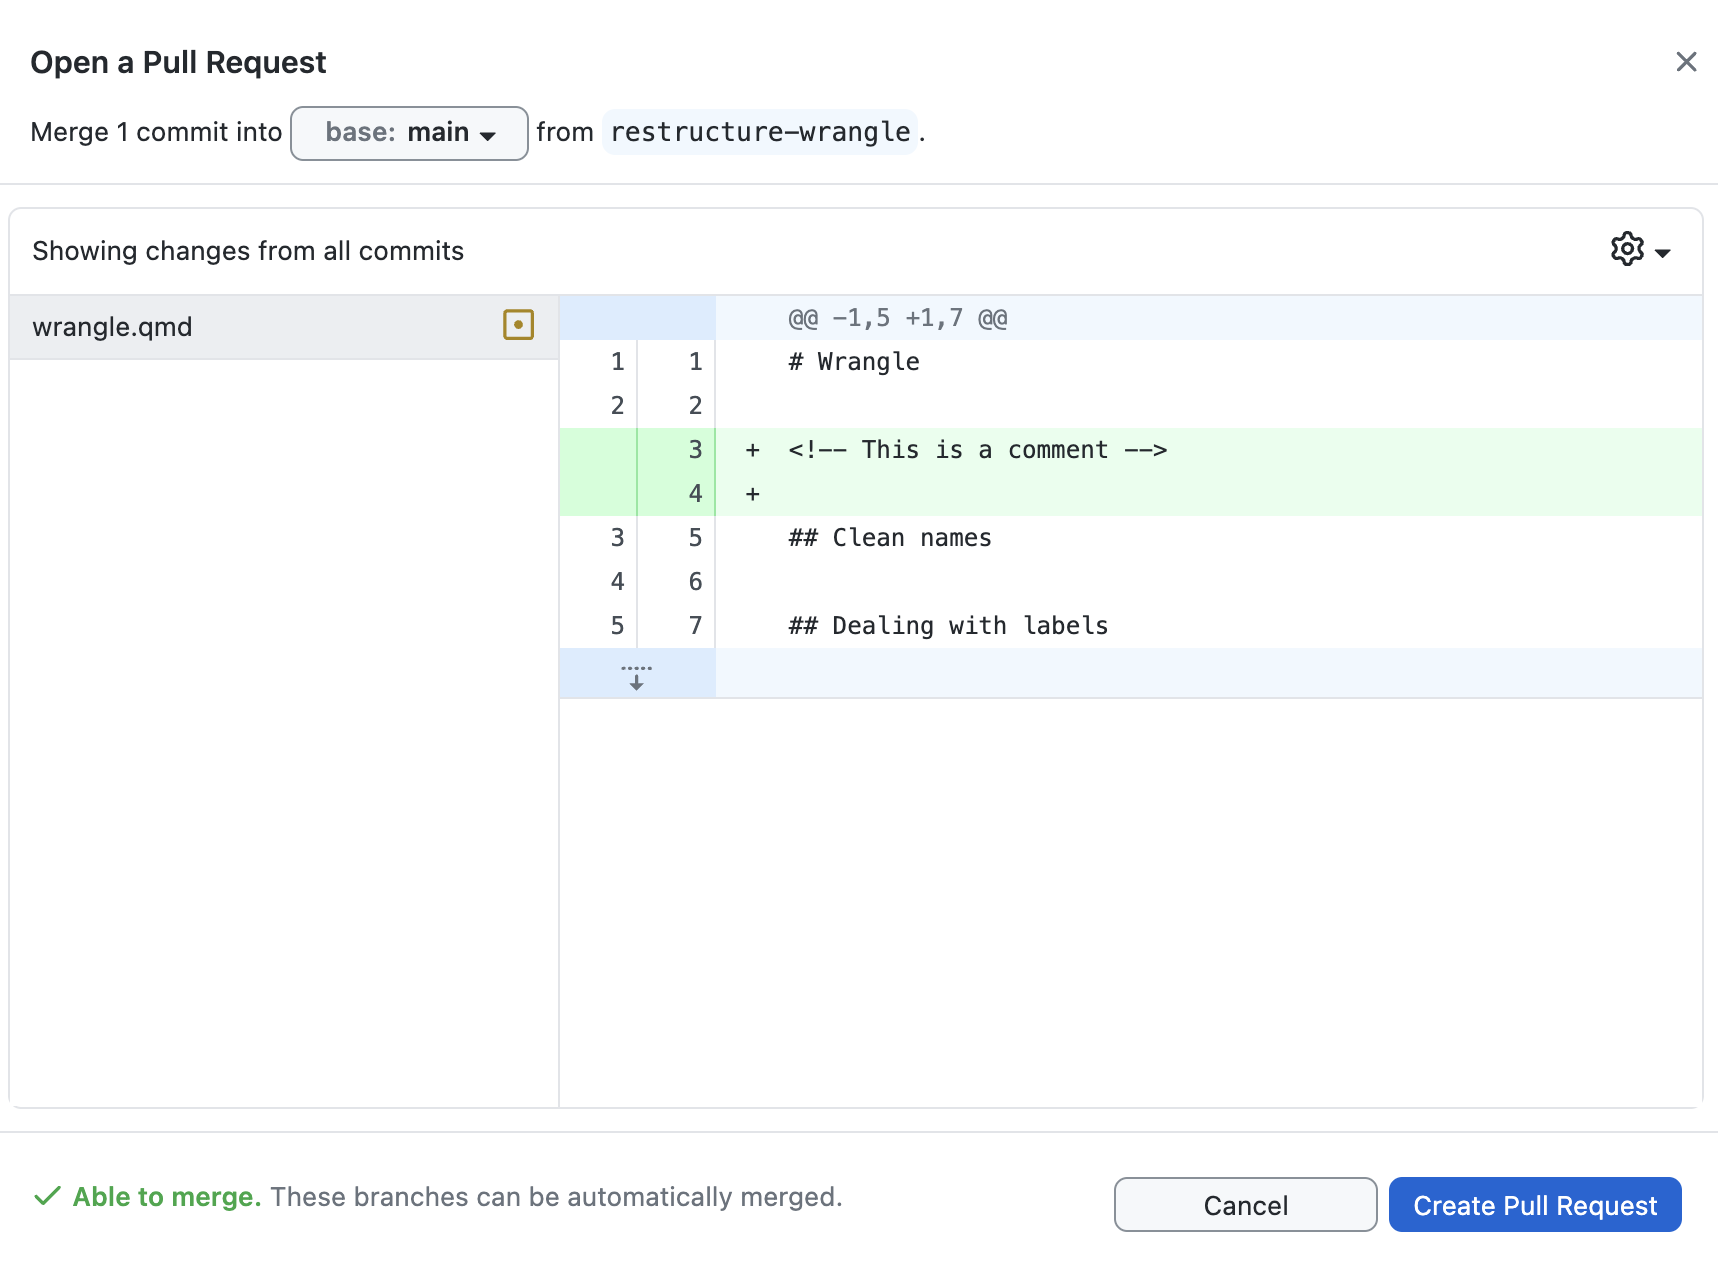 Open a Pull Request
Merge 1 commit into base: main from restructure-wrangle.
Showing changes from all commits
wrangle.qmd
@@ -1,5 +1,7 @@
1 1 # Wrangle
2 2
3 + <!-- This is a comment -->
4 +
3 5 ## Clean names
4 6
5 7 ## Dealing with labels
Able to merge. These branches can be automatically merged.
Cancel
Create Pull Request